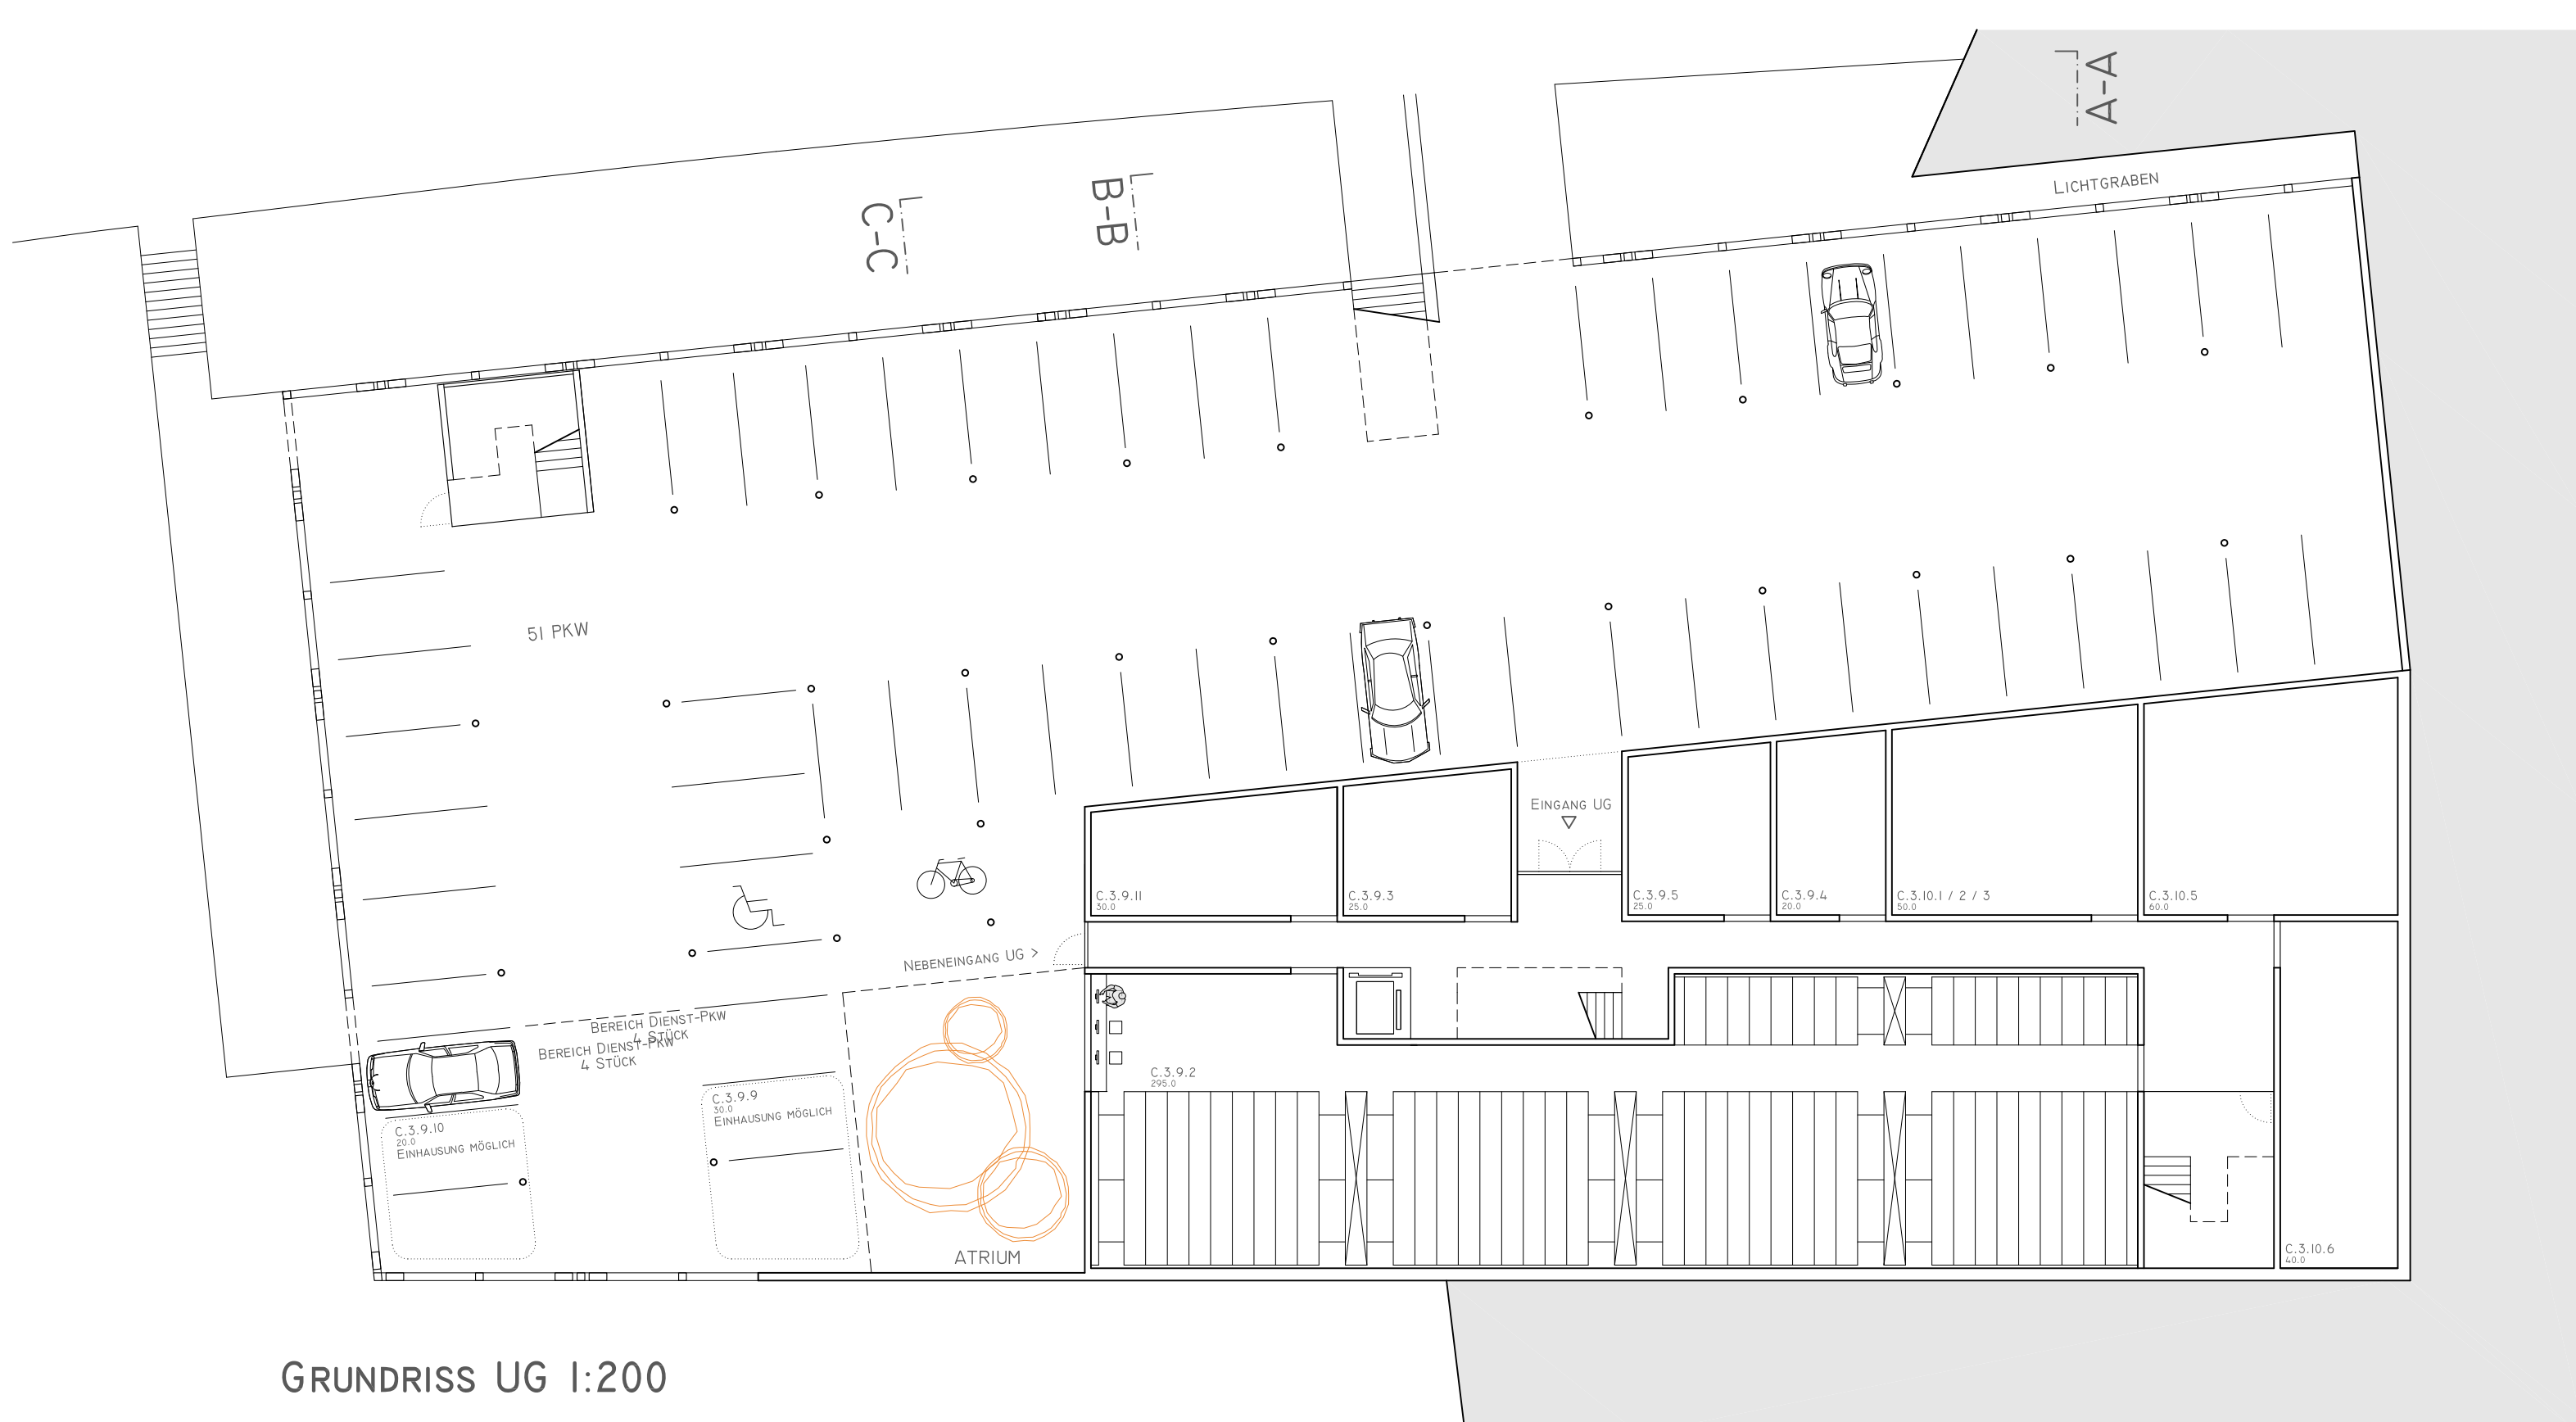 A-A
Lichtgraben
B-B
C-C
51 PKW
Eingang UG
C.3.9.11
30.0
C.3.9.3
25.0
C.3.9.5
25.0
C.3.9.4
20.0
C.3.10.1 / 2 / 3
50.0
C.3.10.5
60.0
Nebeneingang UG >
Bereich Dienst-Pkw
4 Stück
Bereich Dienst-Pkw
4 Stück
C.3.9.2
295.0
C.3.9.9
30.0
Einhausung möglich
C.3.9.10
20.0
Einhausung möglich
ATRIUM
C.3.10.6
40.0
Grundriss UG 1:200